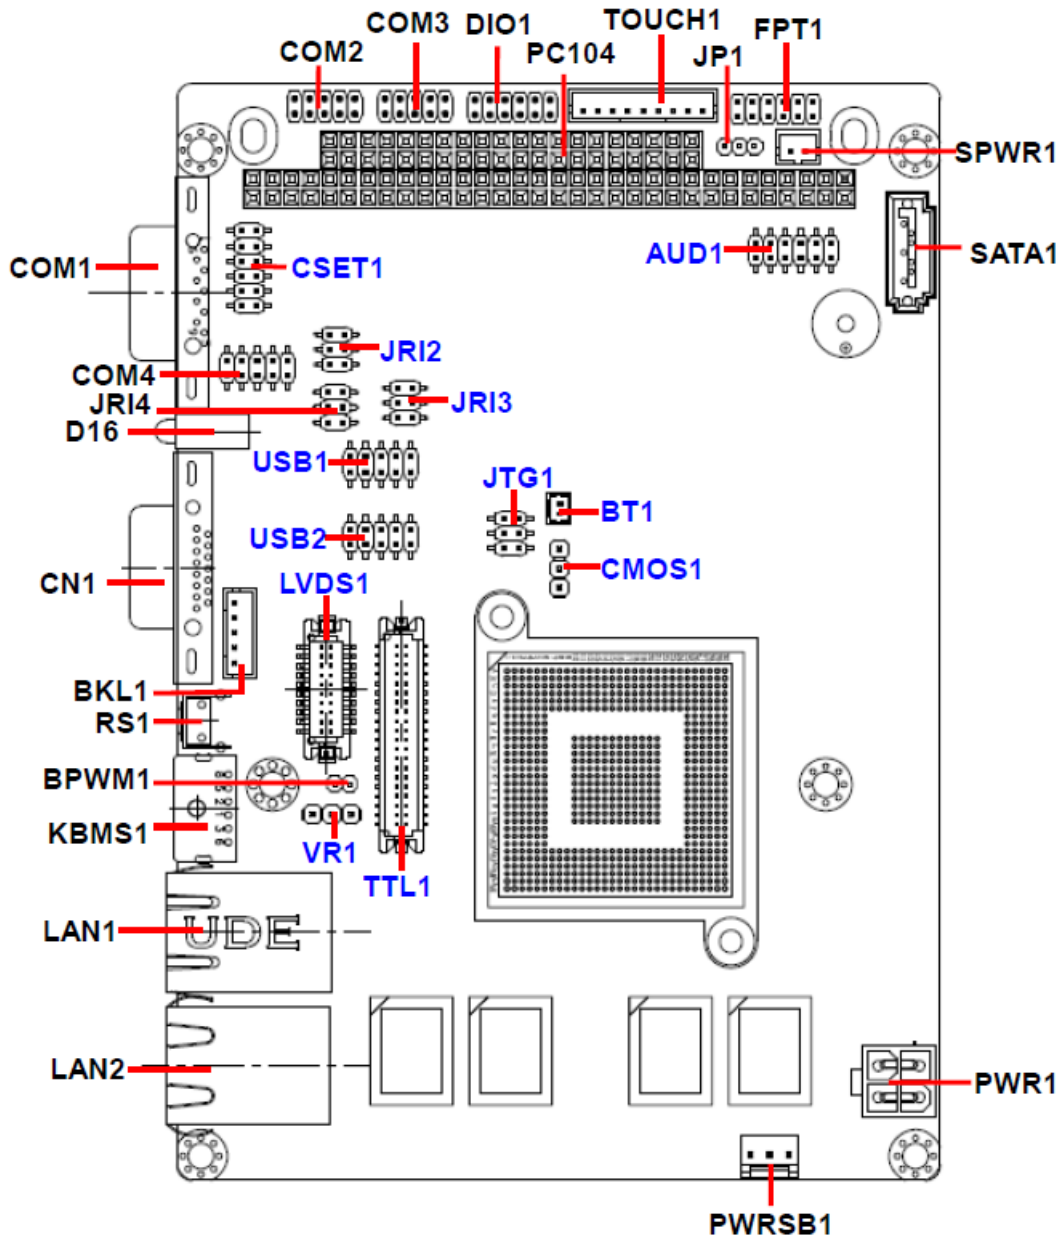 COM2
COM3
DIO1
TOUCH1
PC104
JP1
FPT1
SPWR1
COM1
CSET1
AUD1
SATA1
JRI2
COM4
JRI4
JRI3
D16
USB1
JTG1
BT1
USB2
LVDS1
CMOS1
CN1
BKL1
RS1
BPWM1
KBMS1
VR1
TTL1
LAN1
UDE
LAN2
PWR1
PWRSB1